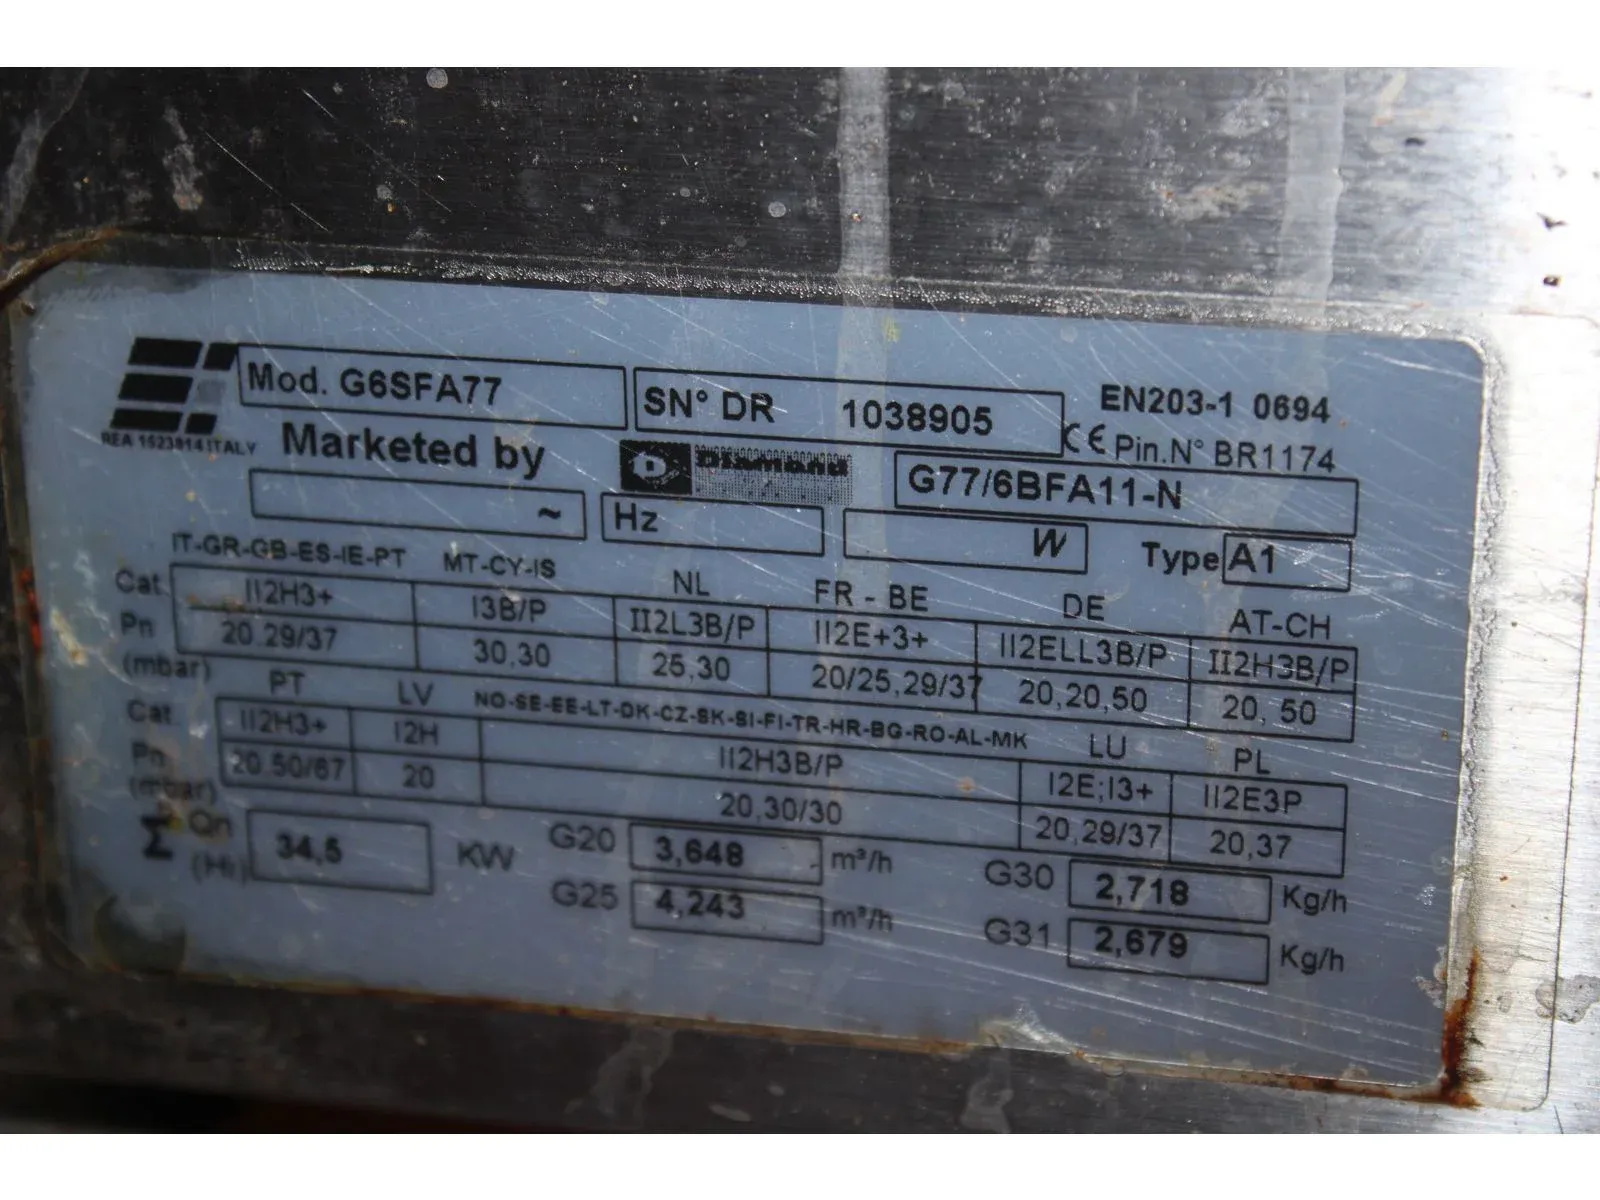 Mod. G6SFA77
SN° DR 1038905
EN203-1 0694
REA 1523814 ITALY
Marketed by
D Diamond
CE Pin.N° BR1174
G77/6BFA11-N
~
Hz
W
Type A1
IT-GR-GB-ES-IE-PT MT-CY-IS NL FR - BE DE AT-CH
Cat. II2H3+ I3B/P II2L3B/P II2E+3+ II2ELL3B/P II2H3B/P
Pn (mbar) 20.29/37 30,30 25,30 20/25,29/37 20,20,50 20, 50
PT LV NO-SE-EE-LT-DK-CZ-SK-SI-FI-TR-HR-BG-RO-AL-MK LU PL
Cat II2H3+ I2H II2H3B/P I2E;I3+ II2E3P
Pn (mbar) 20.50/67 20 20,30/30 20,29/37 20,37
Σ Qn (Hi) 34,5 KW
G20 3,648 m³/h
G30 2,718 Kg/h
G25 4,243 m³/h
G31 2,679 Kg/h